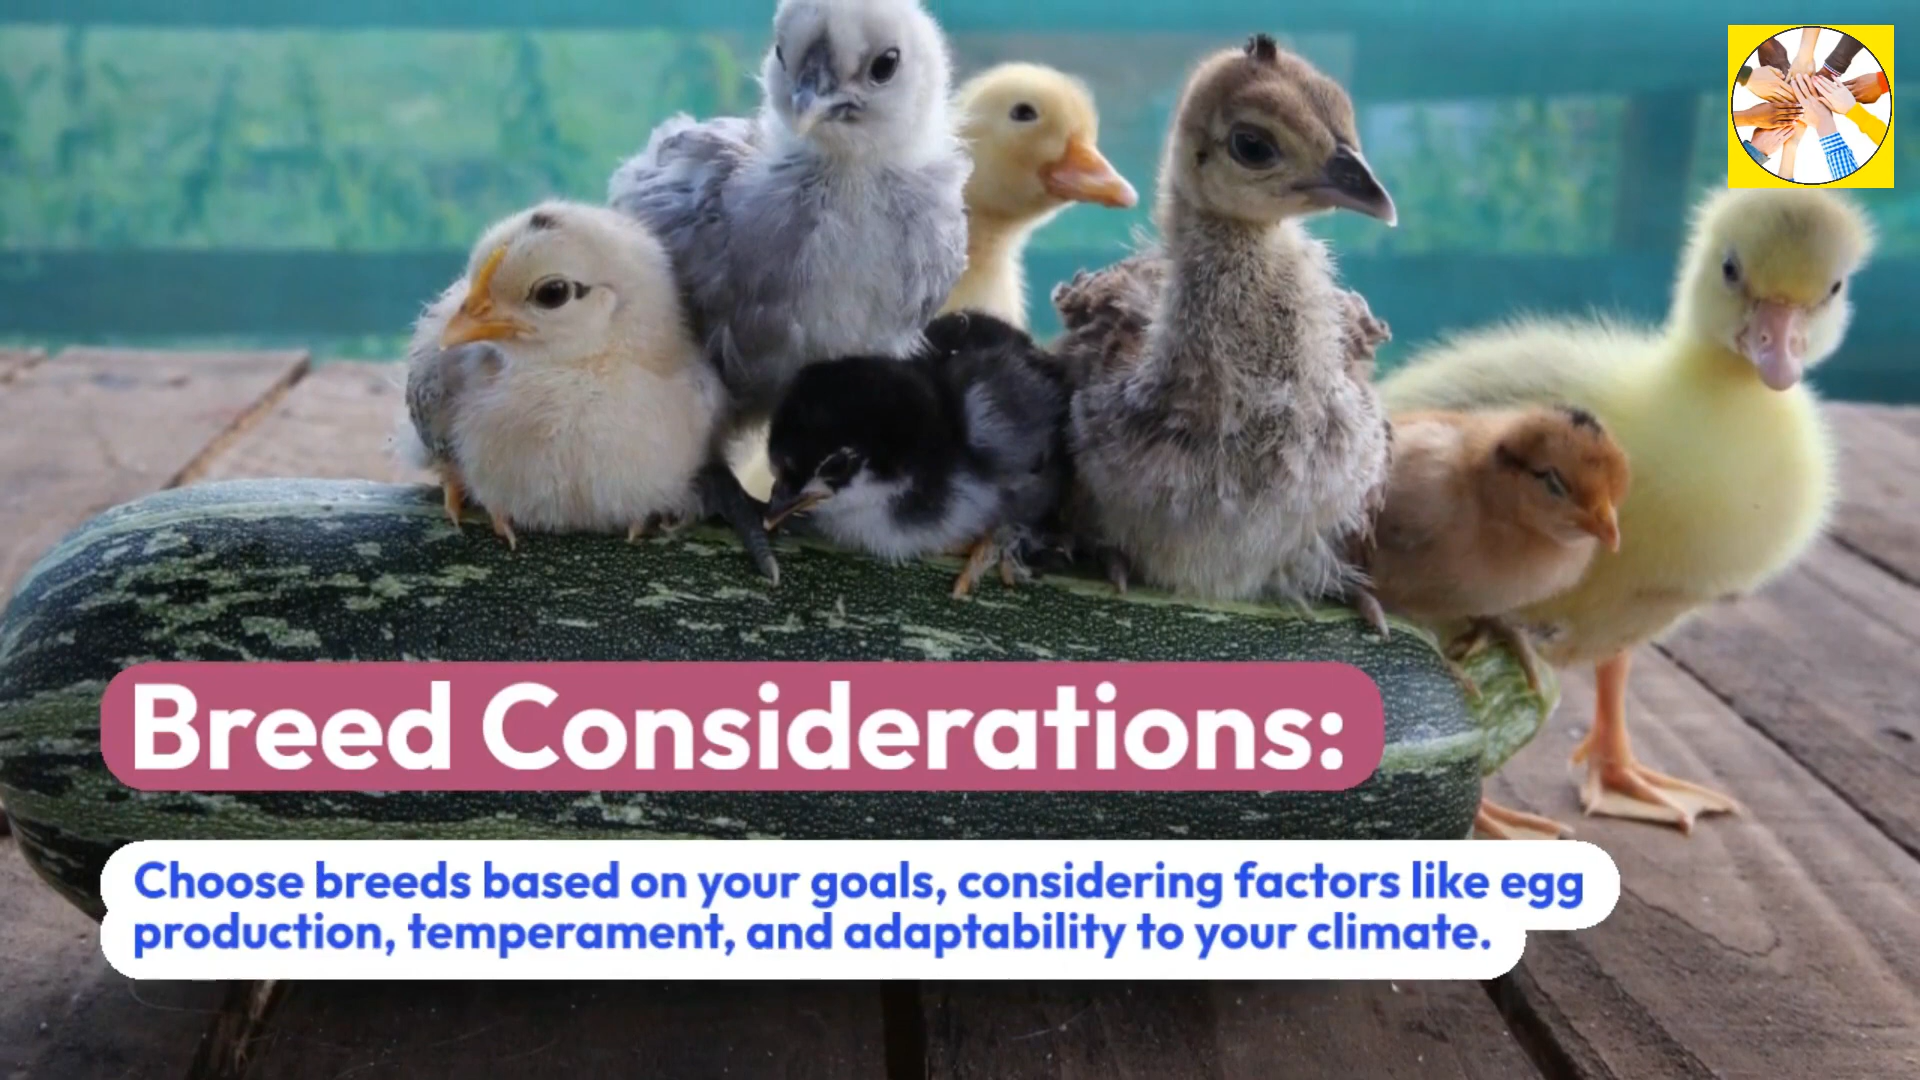 Breed Considerations:
Choose breeds based on your goals, considering factors like egg
production, temperament, and adaptability to your climate.